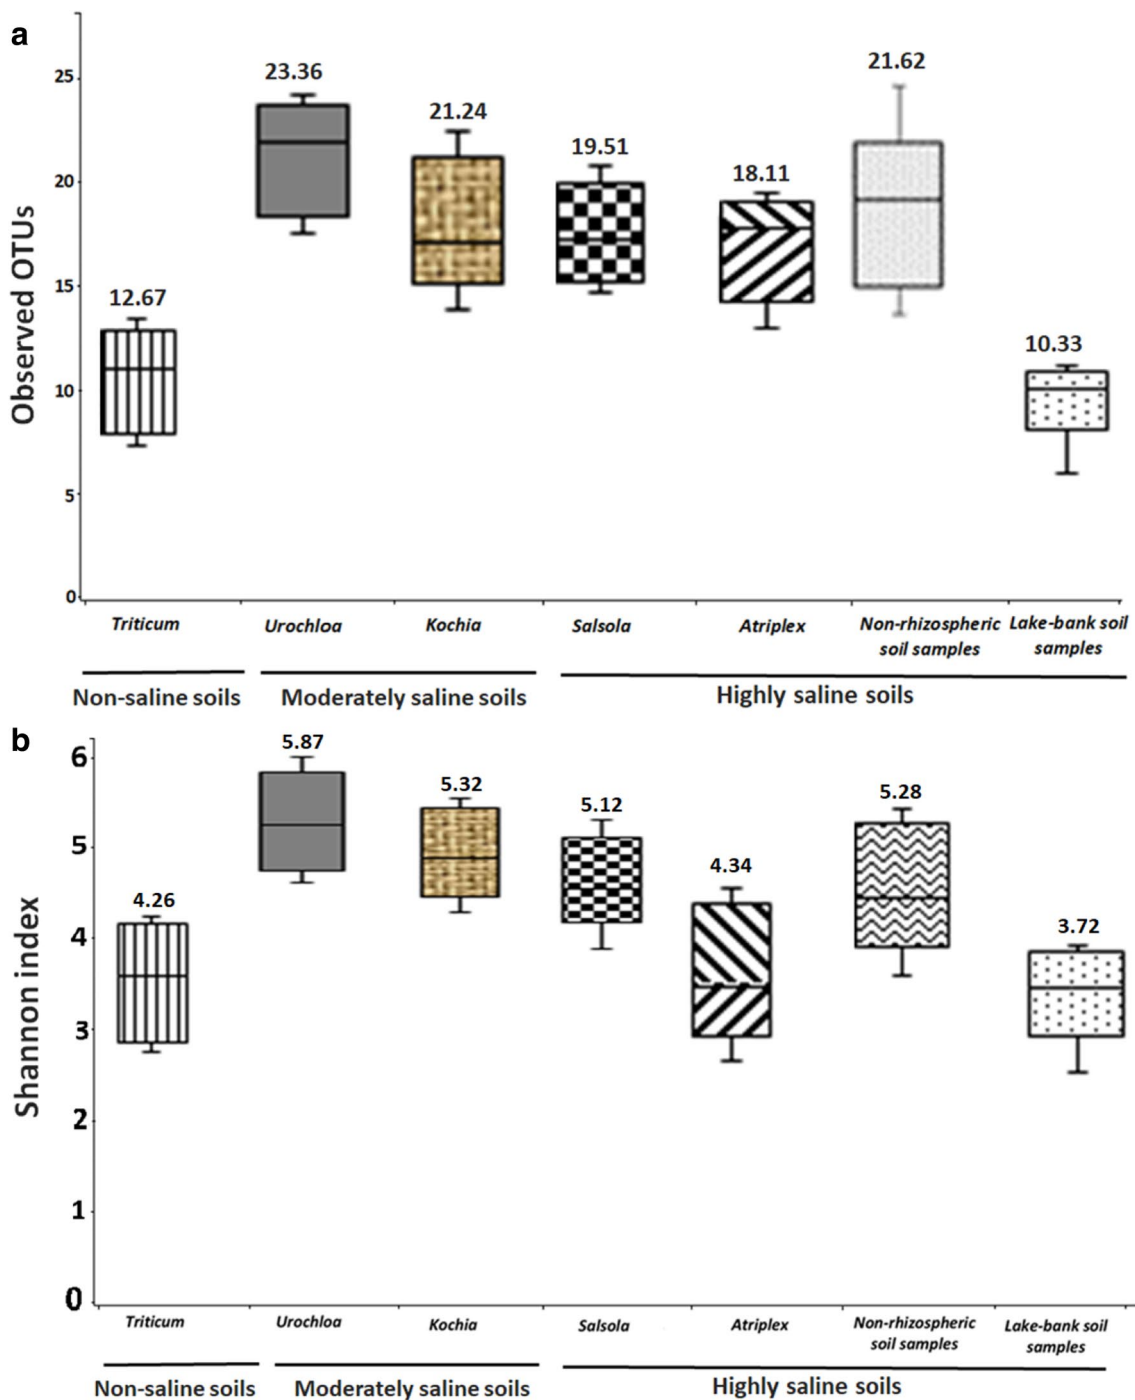 a
Observed OTUs
25
20
15
10
5
0
12.67
23.36
21.24
19.51
18.11
21.62
10.33
Triticum
Urochloa
Kochia
Salsola
Atriplex
Non-rhizospheric
soil samples
Lake-bank soil
samples
Non-saline soils
Moderately saline soils
Highly saline soils
b
Shannon index
6
5
4
3
2
1
0
4.26
5.87
5.32
5.12
4.34
5.28
3.72
Triticum
Urochloa
Kochia
Salsola
Atriplex
Non-rhizospheric
soil samples
Lake-bank soil
samples
Non-saline soils
Moderately saline soils
Highly saline soils